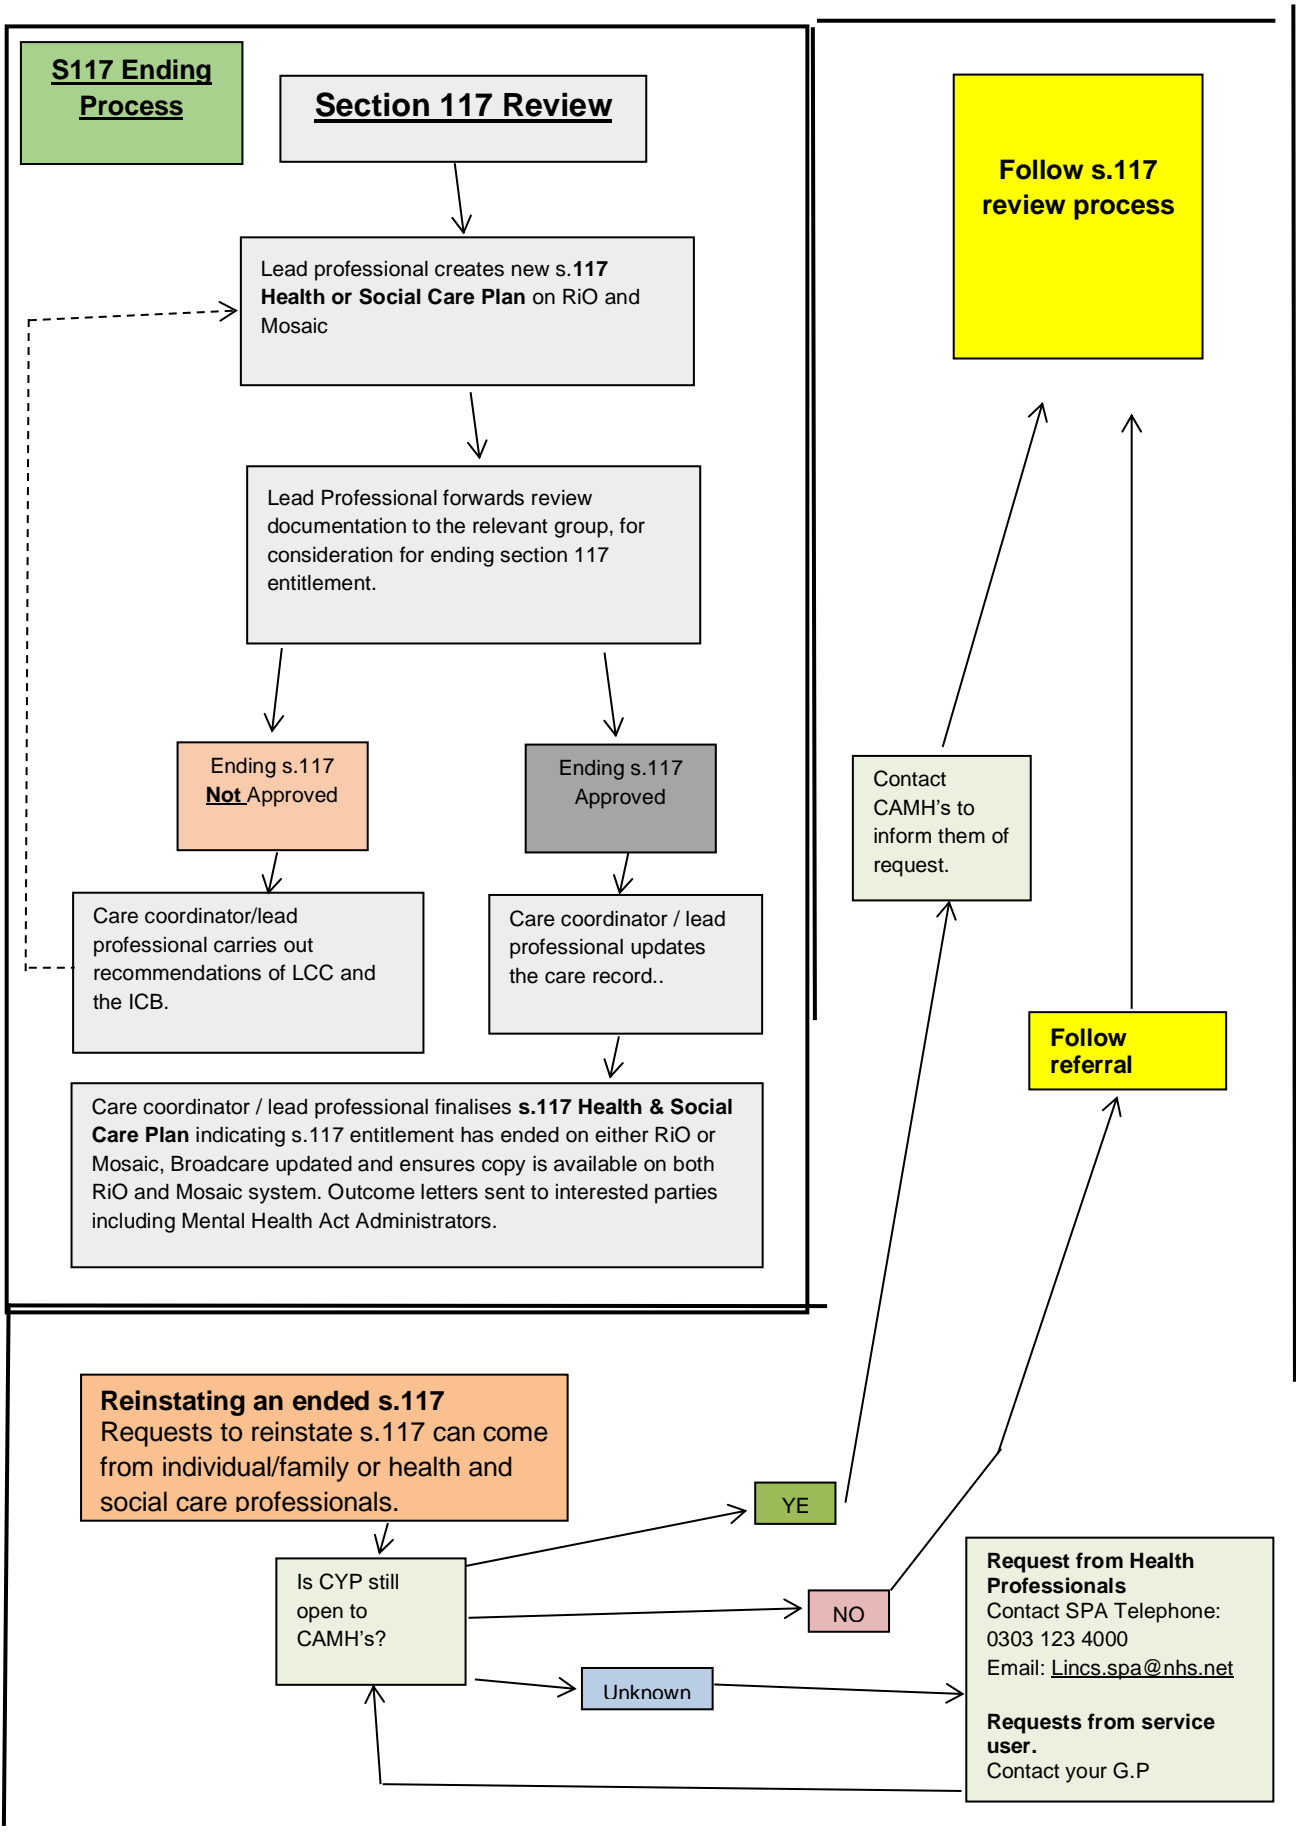 S117 Ending
Process
Section 117 Review
Lead professional creates new s.117
Health or Social Care Plan on RiO and
Mosaic
Lead Professional forwards review
documentation to the relevant group, for
consideration for ending section 117
entitlement.
Ending s.117
Not Approved
Ending s.117
Approved
Care coordinator/lead
professional carries out
recommendations of LCC and
the ICB.
Care coordinator / lead
professional updates
the care record..
Care coordinator / lead professional finalises s.117 Health & Social
Care Plan indicating s.117 entitlement has ended on either RiO or
Mosaic, Broadcare updated and ensures copy is available on both
RiO and Mosaic system. Outcome letters sent to interested parties
including Mental Health Act Administrators.
Follow s.117
review process
Contact
CAMH's to
inform them of
request.
Follow
referral
Reinstating an ended s.117
Requests to reinstate s.117 can come
from individual/family or health and
social care professionals.
Is CYP still
open to
CAMH's?
YE
NO
Unknown
Request from Health
Professionals
Contact SPA Telephone:
0303 123 4000
Email: Lincs.spa@nhs.net
Requests from service
user.
Contact your G.P